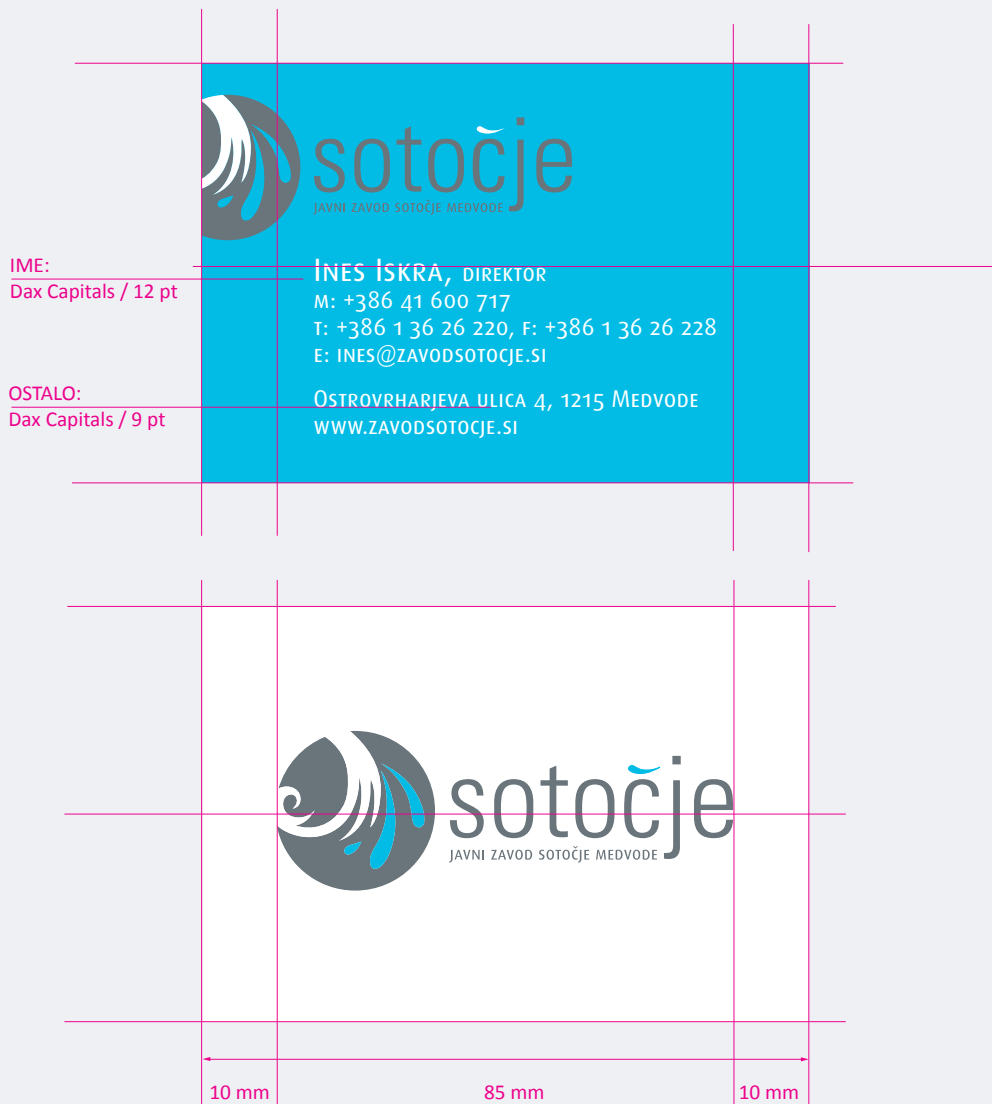 sotočje
JAVNI ZAVOD SOTOČJE MEDVODE
IME:
Dax Capitals / 12 pt
INES ISKRA, DIREKTOR
M: +386 41 600 717
T: +386 1 36 26 220, F: +386 1 36 26 228
E: INES@ZAVODSOTOCJE.SI
OSTALO:
Dax Capitals / 9 pt
OSTROVRHARJEVA ULICA 4, 1215 MEDVODE
WWW.ZAVODSOTOCJE.SI
sotočje
JAVNI ZAVOD SOTOČJE MEDVODE
10 mm
85 mm
10 mm